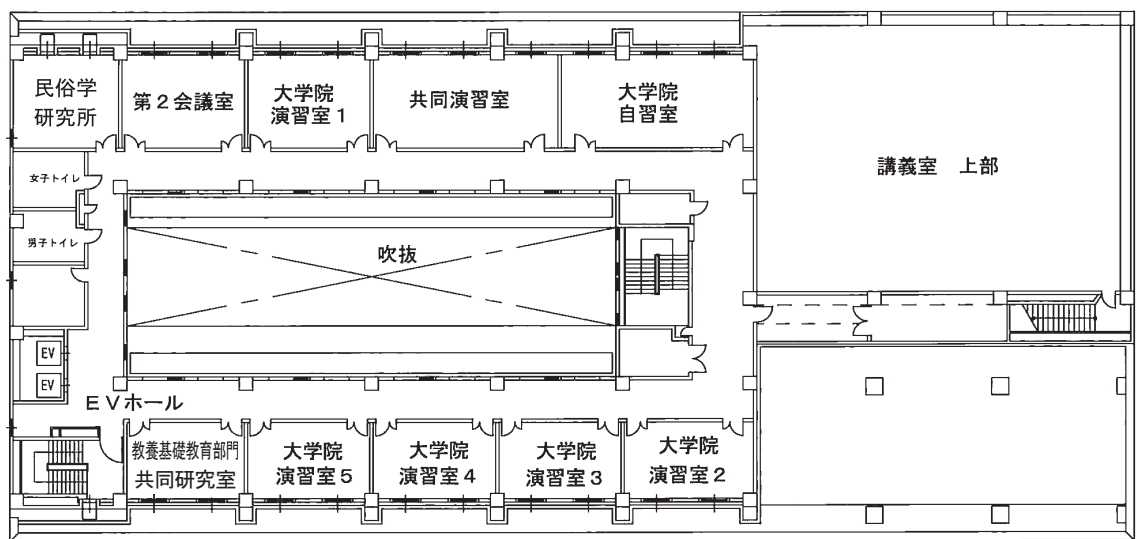 民俗学
研究所
第2会議室
大学院
演習室1
共同演習室
大学院
自習室
講義室 上部
女子トイレ
男子トイレ
吹抜
EV
EV
EVホール
教養基礎教育部門
共同研究室
大学院
演習室5
大学院
演習室4
大学院
演習室3
大学院
演習室2